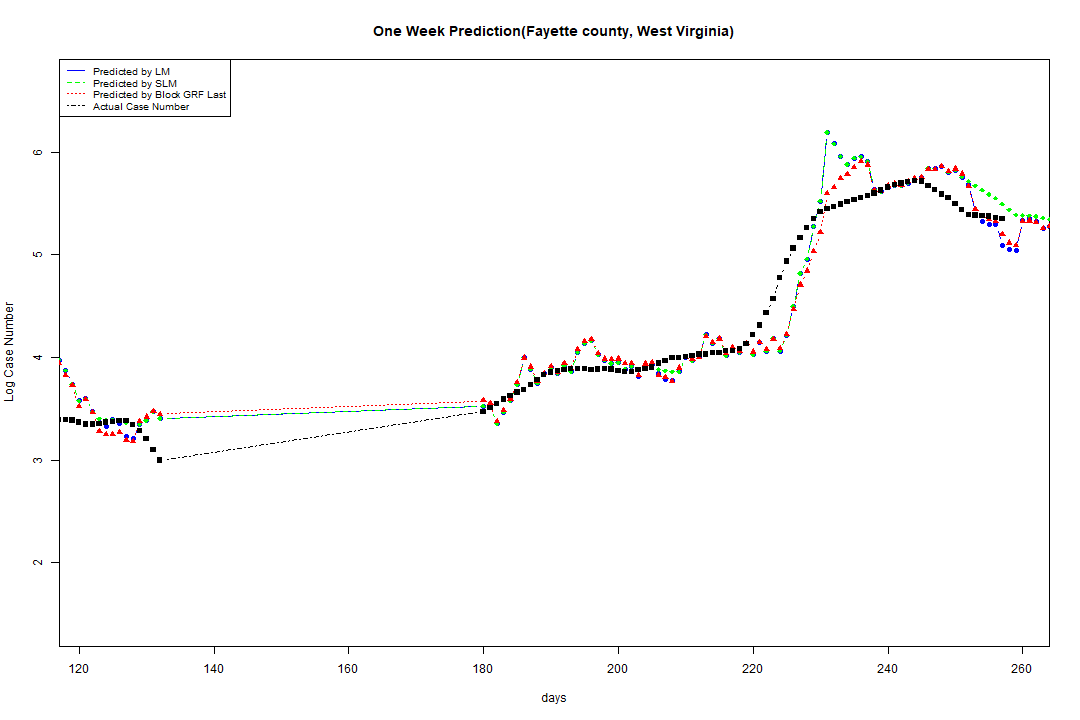 One Week Prediction(Fayette county, West Virginia)
Predicted by LM
Predicted by SLM
Predicted by Block GRF Last
Actual Case Number
6
5
4
3
2
Log Case Number
120 140 160 180 200 220 240 260
days